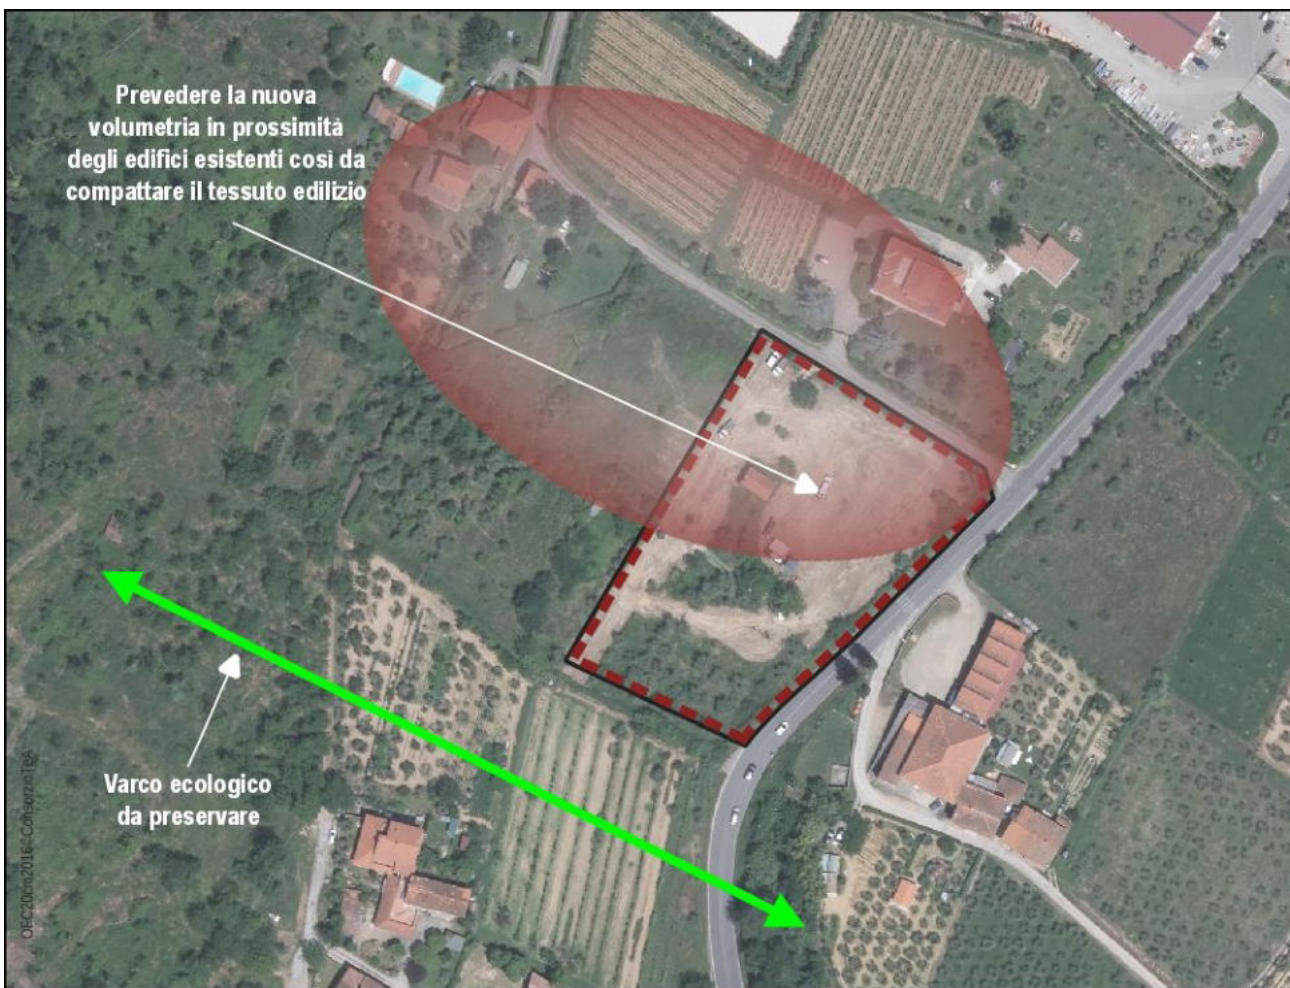 Prevedere la nuova
volumetria in prossimità
degli edifici esistenti così da
compattare il tessuto edilizio
Varco ecologico
da preservare
OFC20cm2016©ConsorzioTeA